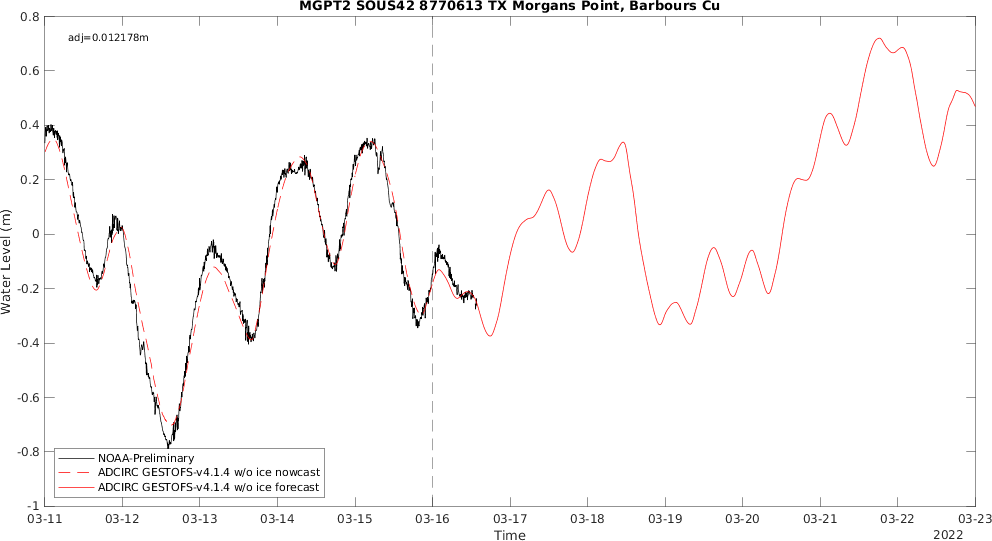 MGPT2 SOUS42 8770613 TX Morgans Point, Barbours Cu
adj=0.012178m
0.8
0.6
0.4
0.2
0
-0.2
-0.4
-0.6
-0.8
-1
Water Level (m)
NOAA-Preliminary
ADCIRC GESTOFS-v4.1.4 w/o ice nowcast
ADCIRC GESTOFS-v4.1.4 w/o ice forecast
03-11 03-12 03-13 03-14 03-15 03-16 03-17 03-18 03-19 03-20 03-21 03-22 03-23
Time
2022